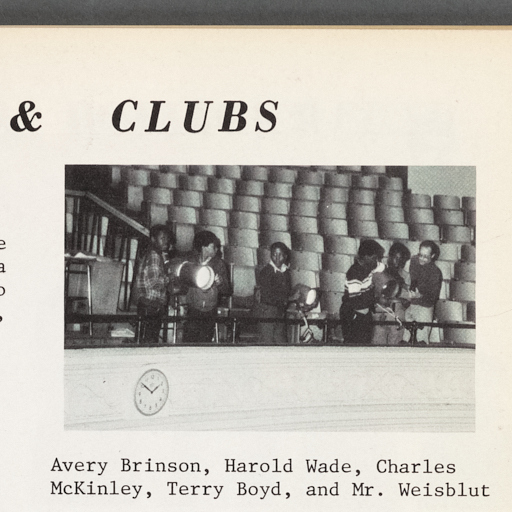 & CLUBS
e
a
o
,
Avery Brinson, Harold Wade, Charles
McKinley, Terry Boyd, and Mr. Weisblut